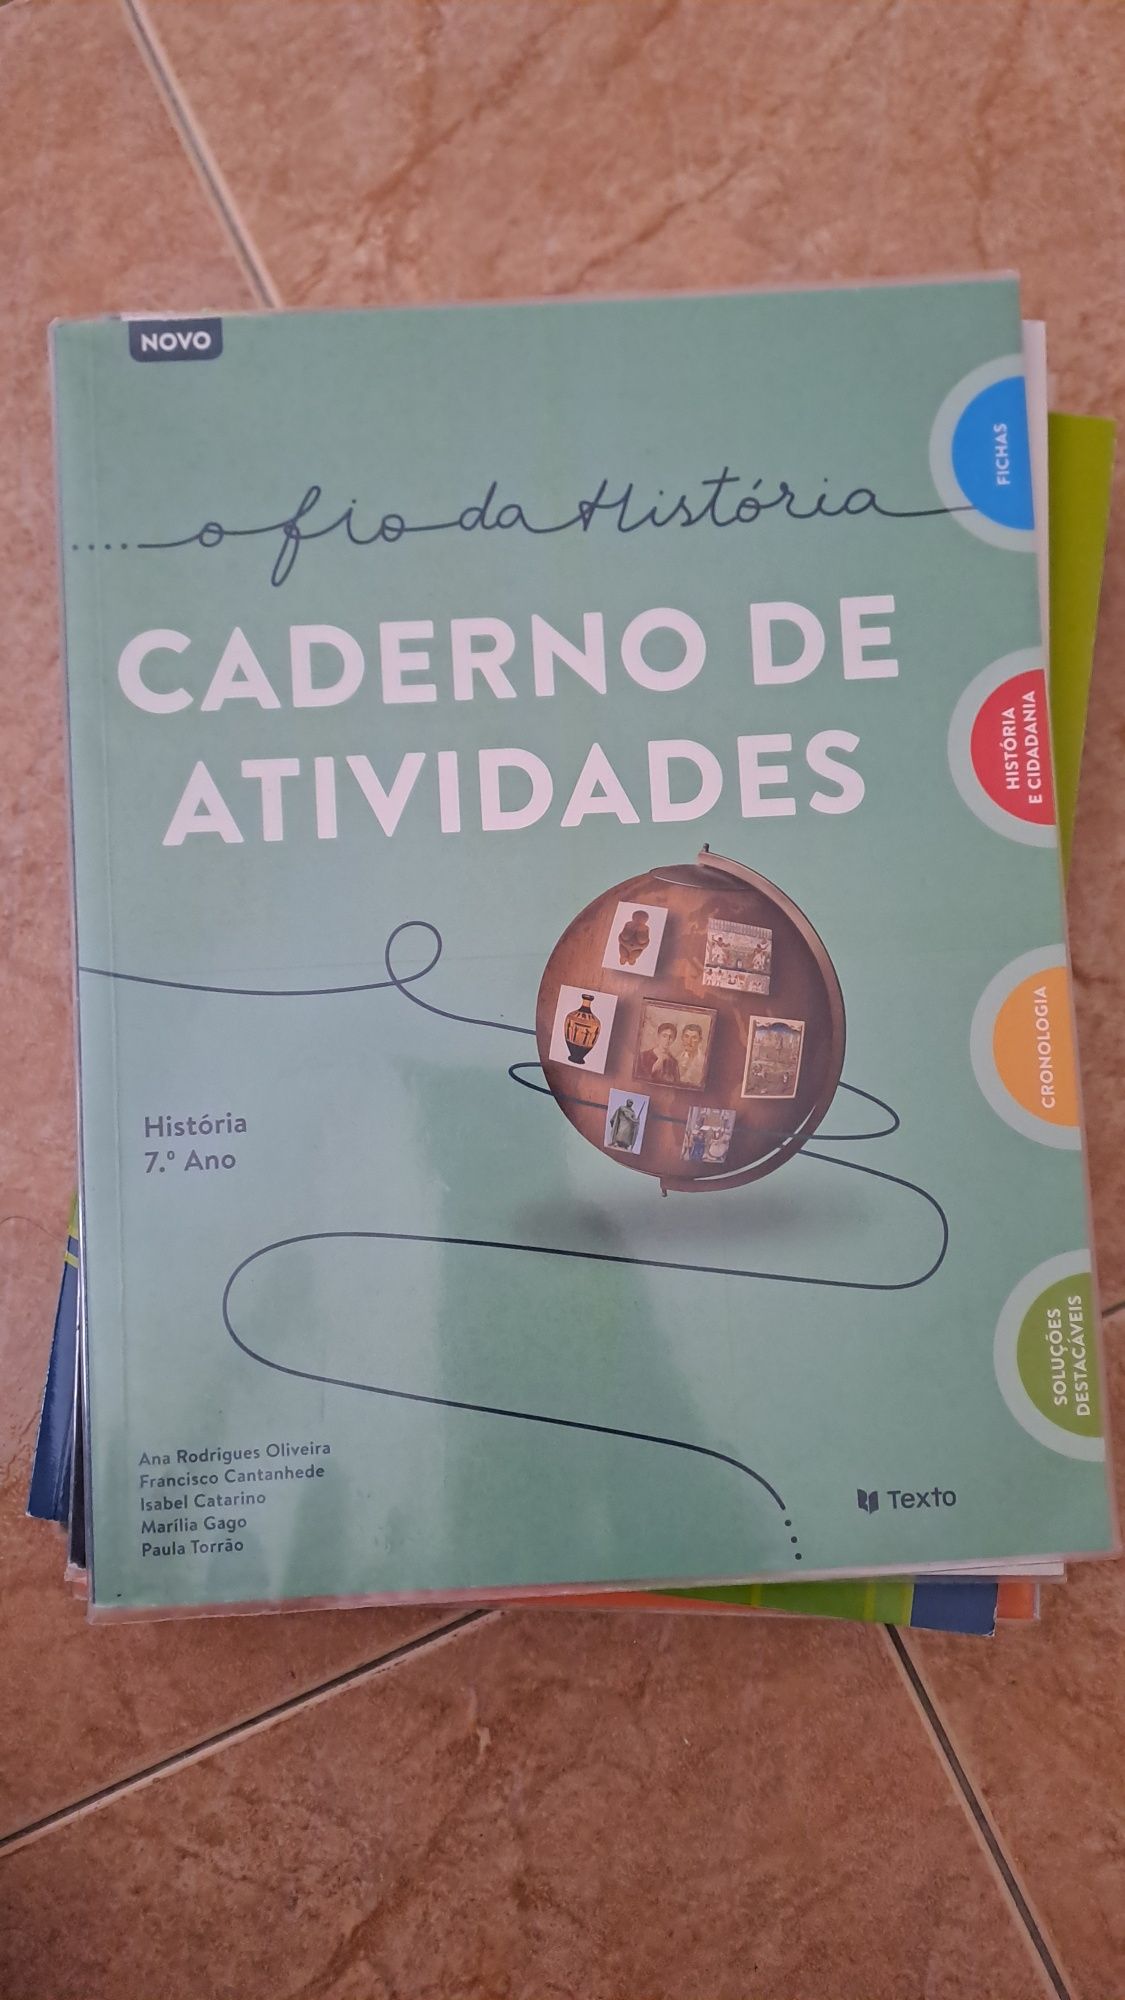 NOVO
o fio da História
CADERNO DE
ATIVIDADES
FICHAS
HISTÓRIA
E CIDADANIA
CRONOLOGIA
SOLUÇÕES
DESTACÁVEIS
História
7.º Ano
Ana Rodrigues Oliveira
Francisco Cantanhede
Isabel Catarino
Marília Gago
Paula Torrão
Texto